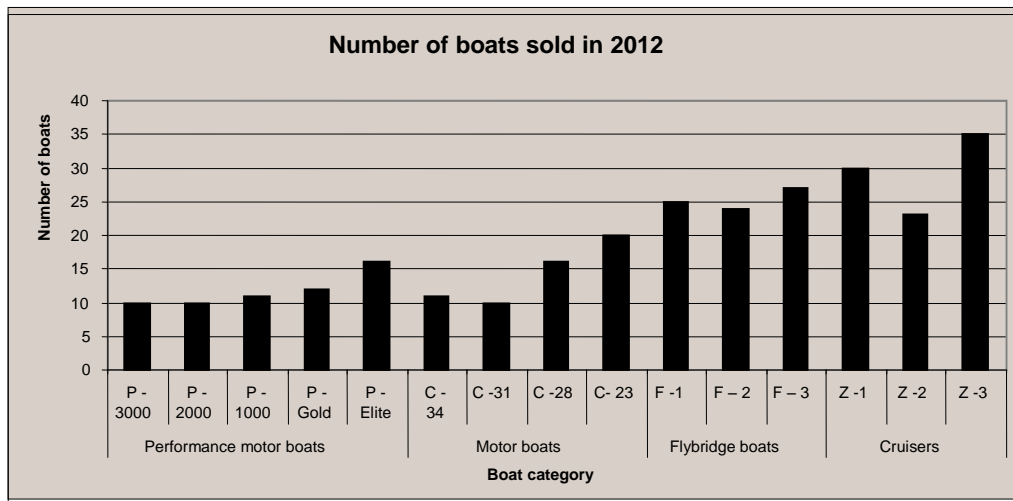 Number of boats sold in 2012
Number of boats
40
35
30
25
20
15
10
5
0
P - 3000
P - 2000
P - 1000
P - Gold
P - Elite
C - 34
C -31
C -28
C- 23
F -1
F – 2
F – 3
Z -1
Z -2
Z -3
Performance motor boats
Motor boats
Flybridge boats
Cruisers
Boat category